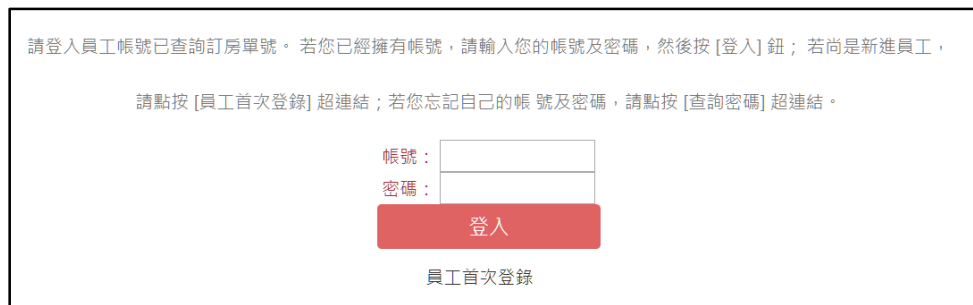 請登入員工帳號已查詢訂房單號。 若您已經擁有帳號，請輸入您的帳號及密碼，然後按 [登入] 鈕； 若尚是新進員工，
請點按 [員工首次登錄] 超連結；若您忘記自己的帳 號及密碼，請點按 [查詢密碼] 超連結。
帳號：
密碼：
登入
員工首次登錄